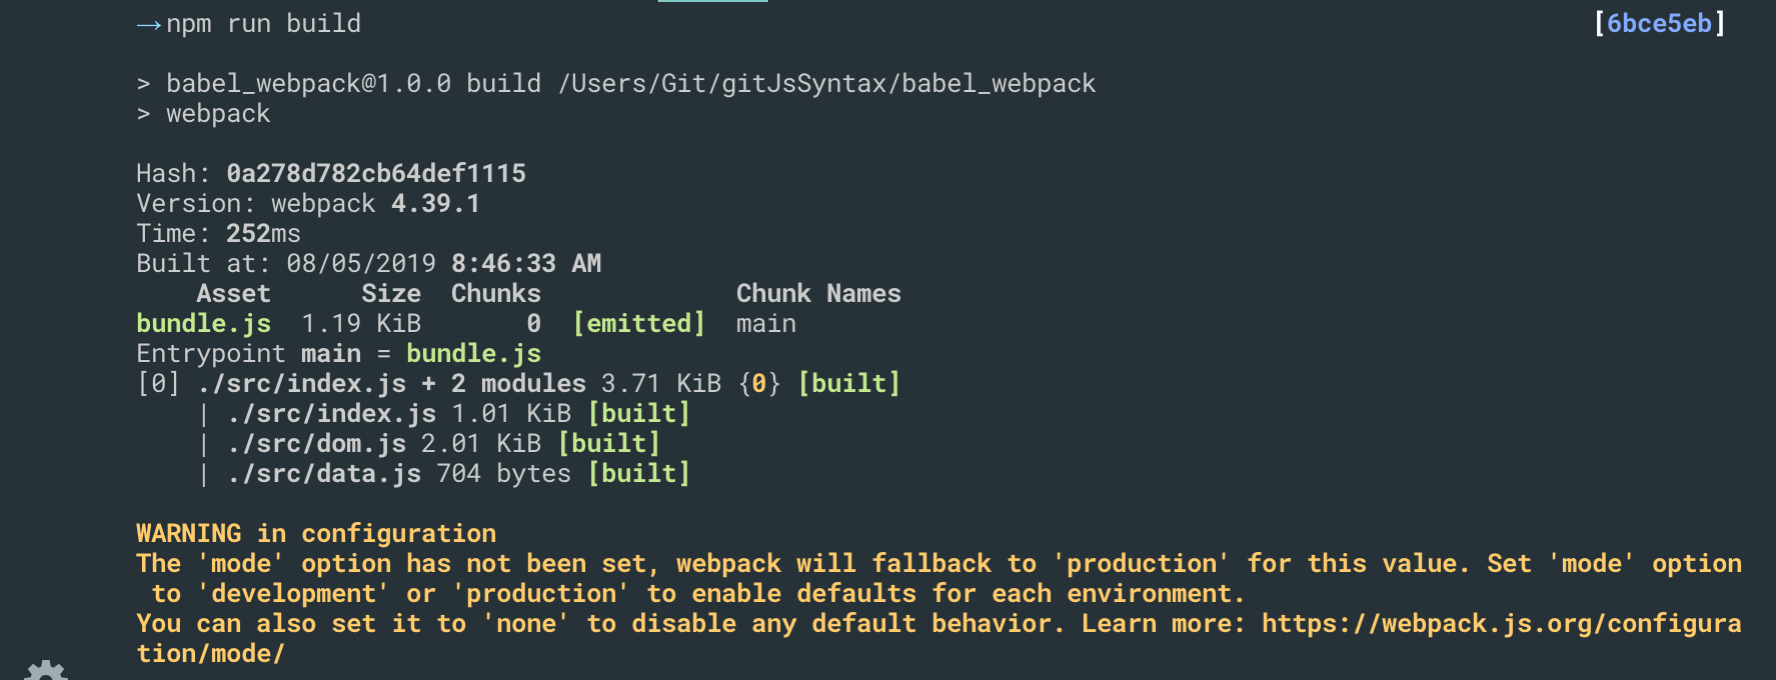 →npm run build [6bce5eb]
> babel_webpack@1.0.0 build /Users/Git/gitJsSyntax/babel_webpack
> webpack
Hash: 0a278d782cb64def1115
Version: webpack 4.39.1
Time: 252ms
Built at: 08/05/2019 8:46:33 AM
Asset Size Chunks Chunk Names
bundle.js 1.19 KiB 0 [emitted] main
Entrypoint main = bundle.js
[0] ./src/index.js + 2 modules 3.71 KiB {0} [built]
| ./src/index.js 1.01 KiB [built]
| ./src/dom.js 2.01 KiB [built]
| ./src/data.js 704 bytes [built]
WARNING in configuration
The 'mode' option has not been set, webpack will fallback to 'production' for this value. Set 'mode' option
to 'development' or 'production' to enable defaults for each environment.
You can also set it to 'none' to disable any default behavior. Learn more: https://webpack.js.org/configura
tion/mode/